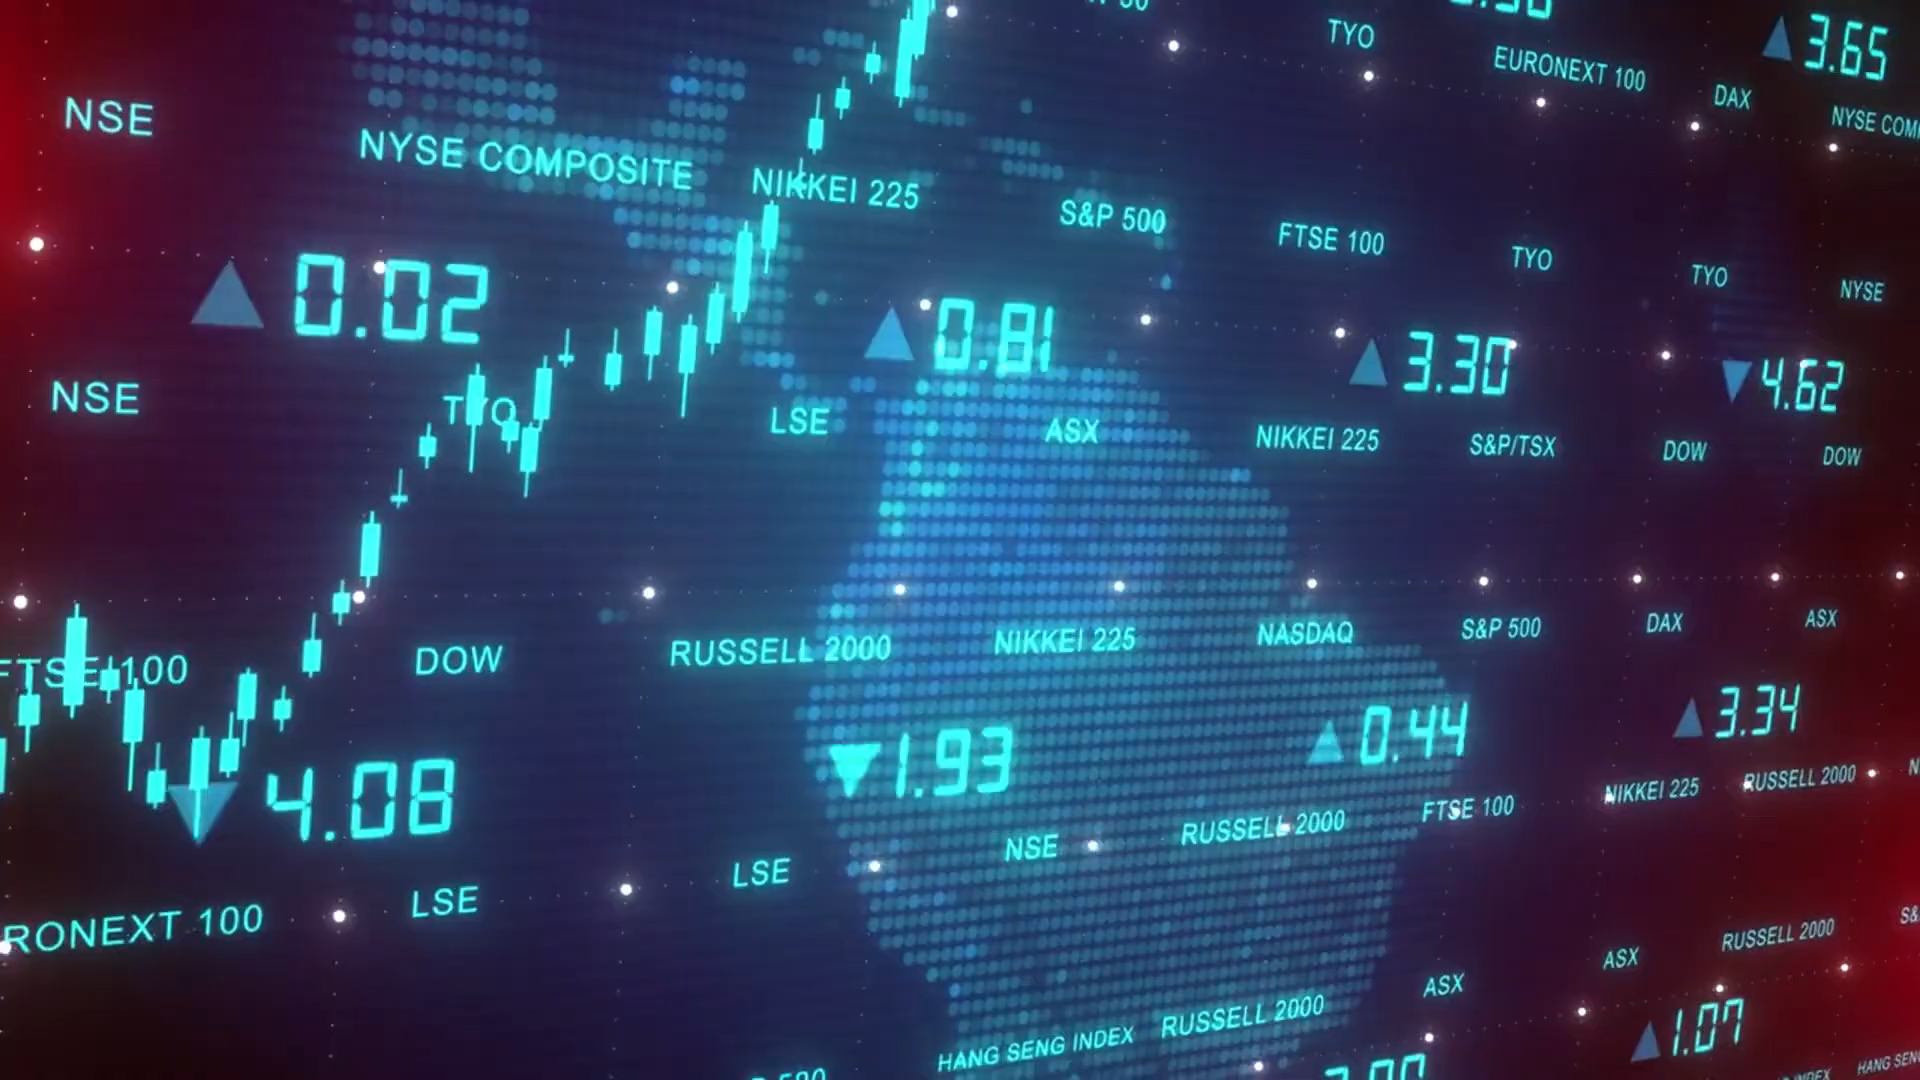 TYO
3.65
EURONEXT 100
DAX
NYSE
NSE
NYSE COMPOSITE
NIKKEI 225
S&P 500
FTSE 100
TYO
TYO
NYSE
0.02
0.81
3.30
4.62
NSE
TYO
LSE
ASX
NIKKEI 225
S&P/TSX
DOW
DOW
FTSE 100
DOW
RUSSELL 2000
NIKKEI 225
NASDAQ
S&P 500
DAX
ASX
4.08
1.93
0.44
3.34
LSE
LSE
NSE
RUSSELL 2000
FTSE 100
NIKKEI 225
RUSSELL 2000
RONEXT 100
HANG SENG INDEX
RUSSELL 2000
ASX
ASX
RUSSELL 2000
1.07